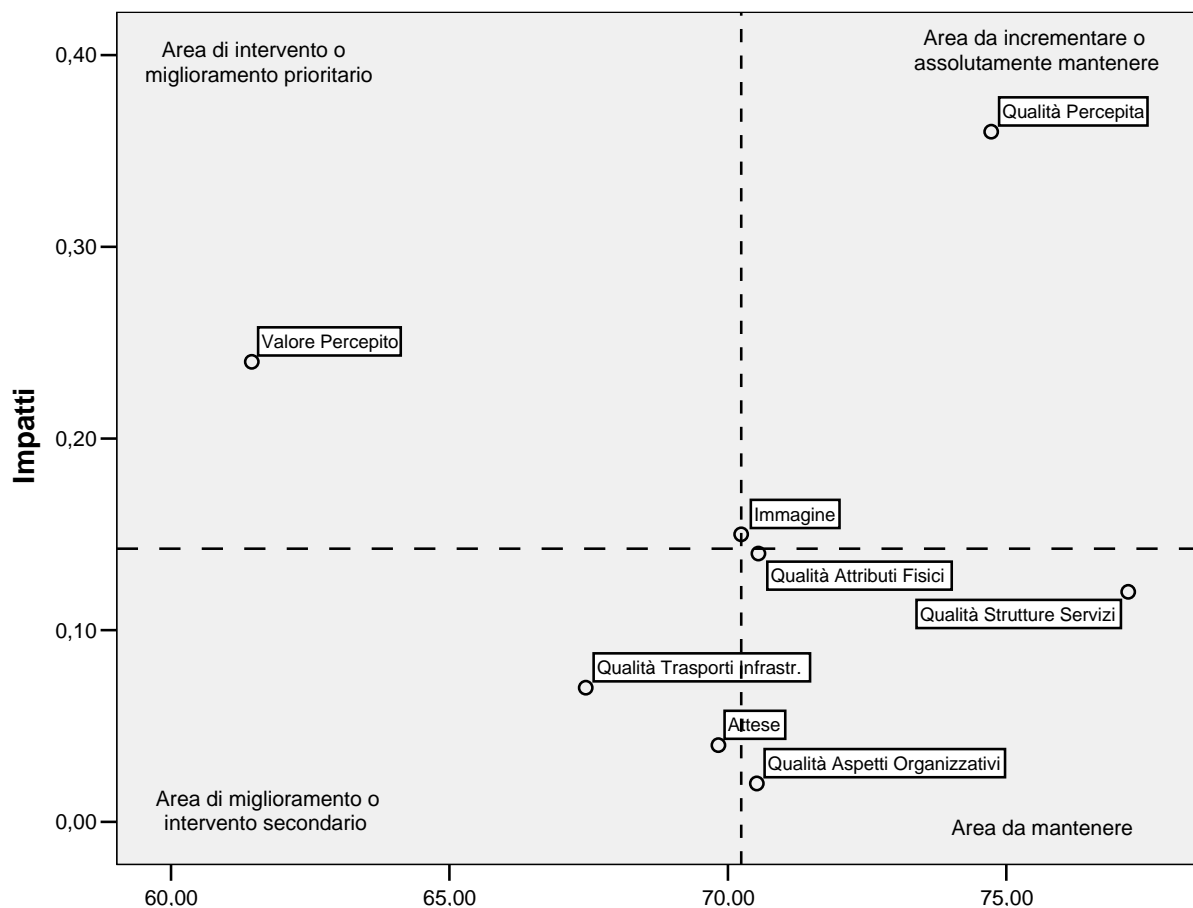 Area di intervento o
miglioramento prioritario
Area da incrementare o
assolutamente mantenere
0,40
Qualità Percepita
0,30
Valore Percepito
Impatti
0,20
Immagine
Qualità Attributi Fisici
Qualità Strutture Servizi
0,10
Qualità Trasporti Infrastr.
Attese
Qualità Aspetti Organizzativi
Area di miglioramento o
intervento secondario
0,00
Area da mantenere
60,00
65,00
70,00
75,00